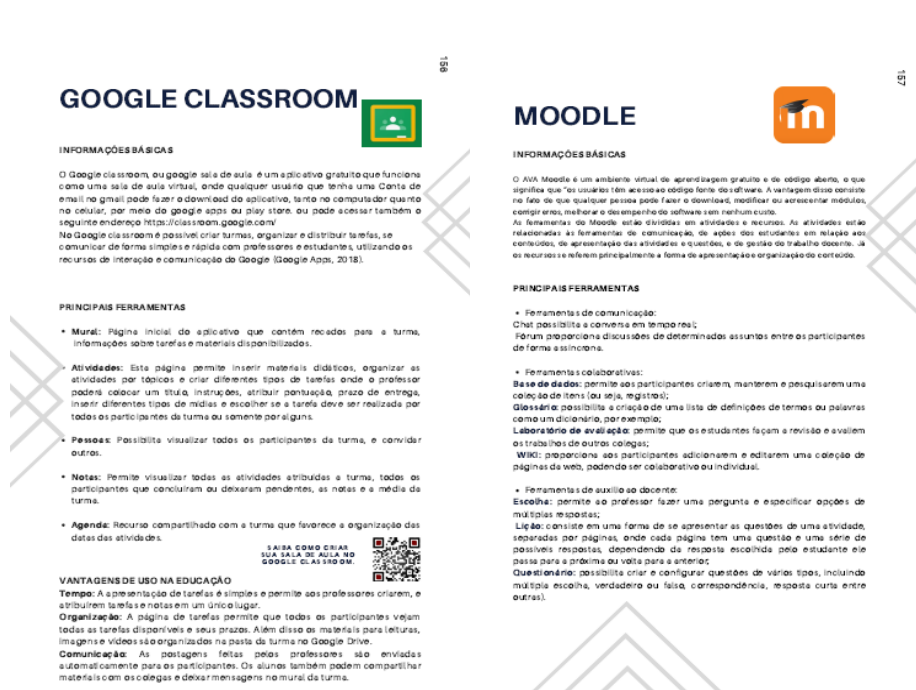 156
GOOGLE CLASSROOM
INFORMAÇÕES BÁSICAS
O Google classroom, ou google sala de aula é um aplicativo gratuito que funciona
como uma sala de aula virtual, onde qualquer usuário que tenha uma Conta de
email no gmail pode fazer o download do aplicativo, tanto no computador quanto
no celular, por meio do google apps ou play store. ou pode acessar também o
seguinte endereço https://classroom.google.com/
No Google classroom é possível criar turmas, organizar e distribuir tarefas, se
comunicar de forma simples e rápida com professores e estudantes, utilizando os
recursos de interação e comunicação do Google (Google Apps, 2018).
PRINCIPAIS FERRAMENTAS
• Mural: Página inicial do aplicativo que contém recados para a turma,
informações sobre tarefas e materiais disponibilizados.
• Atividades: Esta página permite inserir materiais didáticos, organizar as
atividades por tópicos e criar diferentes tipos de tarefas onde o professor
poderá colocar um título, instruções, atribuir pontuação, prazo de entrega,
inserir diferentes tipos de mídias e escolher se a tarefa deve ser realizada por
todos os participantes da turma ou somente por alguns.
• Pessoas: Possibilita visualizar todos os participantes da turma, e convidar
outros.
• Notas: Permite visualizar todas as atividades atribuídas a turma, todos os
participantes que concluíram ou deixaram pendentes, as notas e a média da
turma.
• Agenda: Recurso compartilhado com a turma que favorece a organização das
datas das atividades.
SAIBA COMO CRIAR
SUA SALA DE AULA NO
GOOGLE CLASSROOM.
VANTAGENS DE USO NA EDUCAÇÃO
Tempo: A apresentação de tarefas é simples e permite aos professores criarem, e
atribuírem tarefas e notas em um único lugar.
Organização: A página de tarefas permite que todos os participantes vejam
todas as tarefas disponíveis e seus prazos. Além disso os materiais para leituras,
imagens e vídeos são organizados na pasta da turma no Google Drive.
Comunicação: As postagens feitas pelos professores são enviadas
automaticamente para os participantes. Os alunos também podem compartilhar
materiais com os colegas e deixar mensagens no mural da turma.
157
MOODLE
m
INFORMAÇÕES BÁSICAS
O AVA Moodle é um ambiente virtual de aprendizagem gratuito e de código aberto, o que
significa que "os usuários têm acesso ao código fonte do software. A vantagem disso consiste
no fato de que qualquer pessoa pode fazer o download, modificar ou acrescentar módulos,
corrigir erros, melhorar o desempenho do software sem nenhum custo.
As ferramentas do Moodle estão divididas em atividades e recursos. As atividades estão
relacionadas às ferramentas de comunicação, de ações dos estudantes em relação aos
conteúdos, de apresentação das atividades e questões, e de gestão do trabalho docente. Já
os recursos se referem principalmente a forma de apresentação e organização do conteúdo.
PRINCIPAIS FERRAMENTAS
• Ferramentas de comunicação:
Chat possibilita a conversa em tempo real;
Fórum proporciona discussões de determinados assuntos entre os participantes
de forma assíncrona.
• Ferramentas colaborativas:
Base de dados: permite aos participantes criarem, manterem e pesquisarem uma
coleção de itens (ou seja, registros);
Glossário: possibilita a criação de uma lista de definições de termos ou palavras
como um dicionário, por exemplo;
Laboratório de avaliação: permite que os estudantes façam a revisão e avaliem
os trabalhos de outros colegas;
WIKI: proporciona aos participantes adicionarem e editarem uma coleção de
páginas da web, podendo ser colaborativo ou individual.
• Ferramentas de auxílio ao docente:
Escolha: permite ao professor fazer uma pergunta e especificar opções de
múltiplas respostas;
Lição: consiste em uma forma de se apresentar as questões de uma atividade,
separadas por páginas, onde cada página tem uma questão e uma série de
possíveis respostas, dependendo da resposta escolhida pelo estudante ele
passa para a próxima ou volta para a anterior;
Questionário: possibilita criar e configurar questões de vários tipos, incluindo
múltipla escolha, verdadeiro ou falso, correspondência, resposta curta entre
outras).